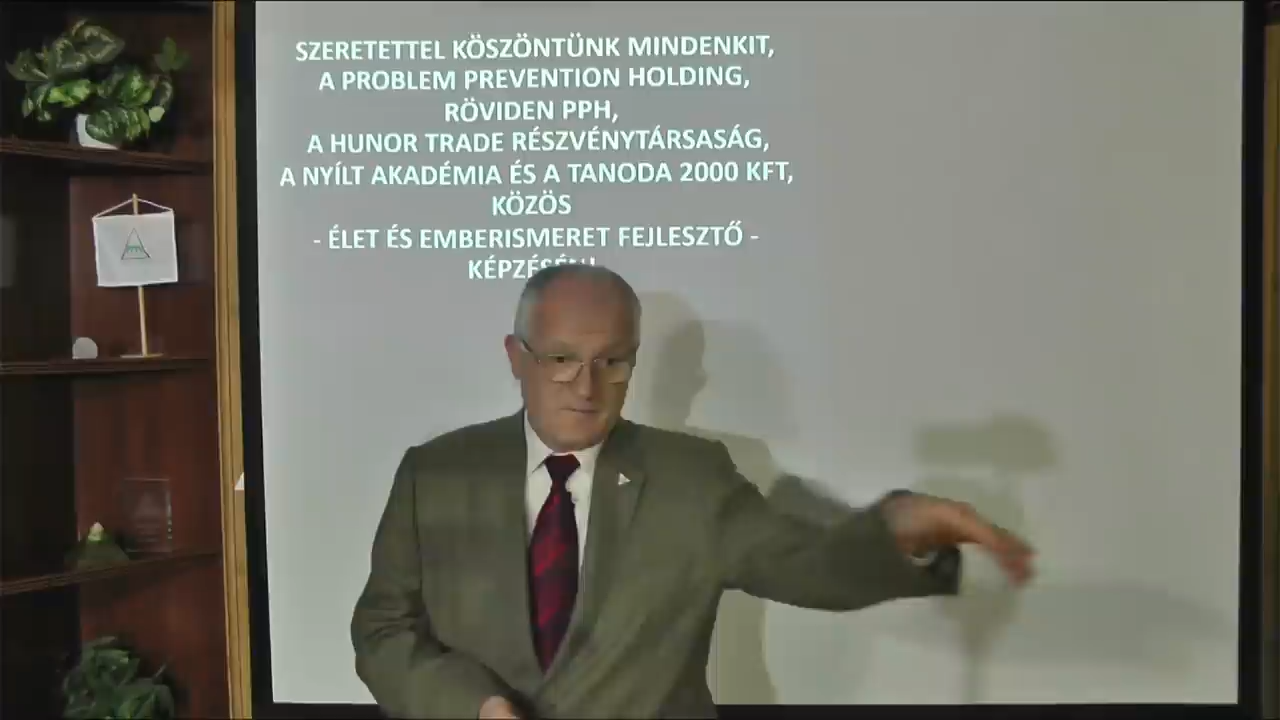 SZERETETTEL KÖSZÖNTÜNK MINDENKIT,
A PROBLEM PREVENTION HOLDING,
RÖVIDEN PPH,
A HUNOR TRADE RÉSZVÉNYTÁRSASÁG,
A NYÍLT AKADÉMIA ÉS A TANODA 2000 KFT,
KÖZÖS
- ÉLET ÉS EMBERISMERET FEJLESZTŐ -